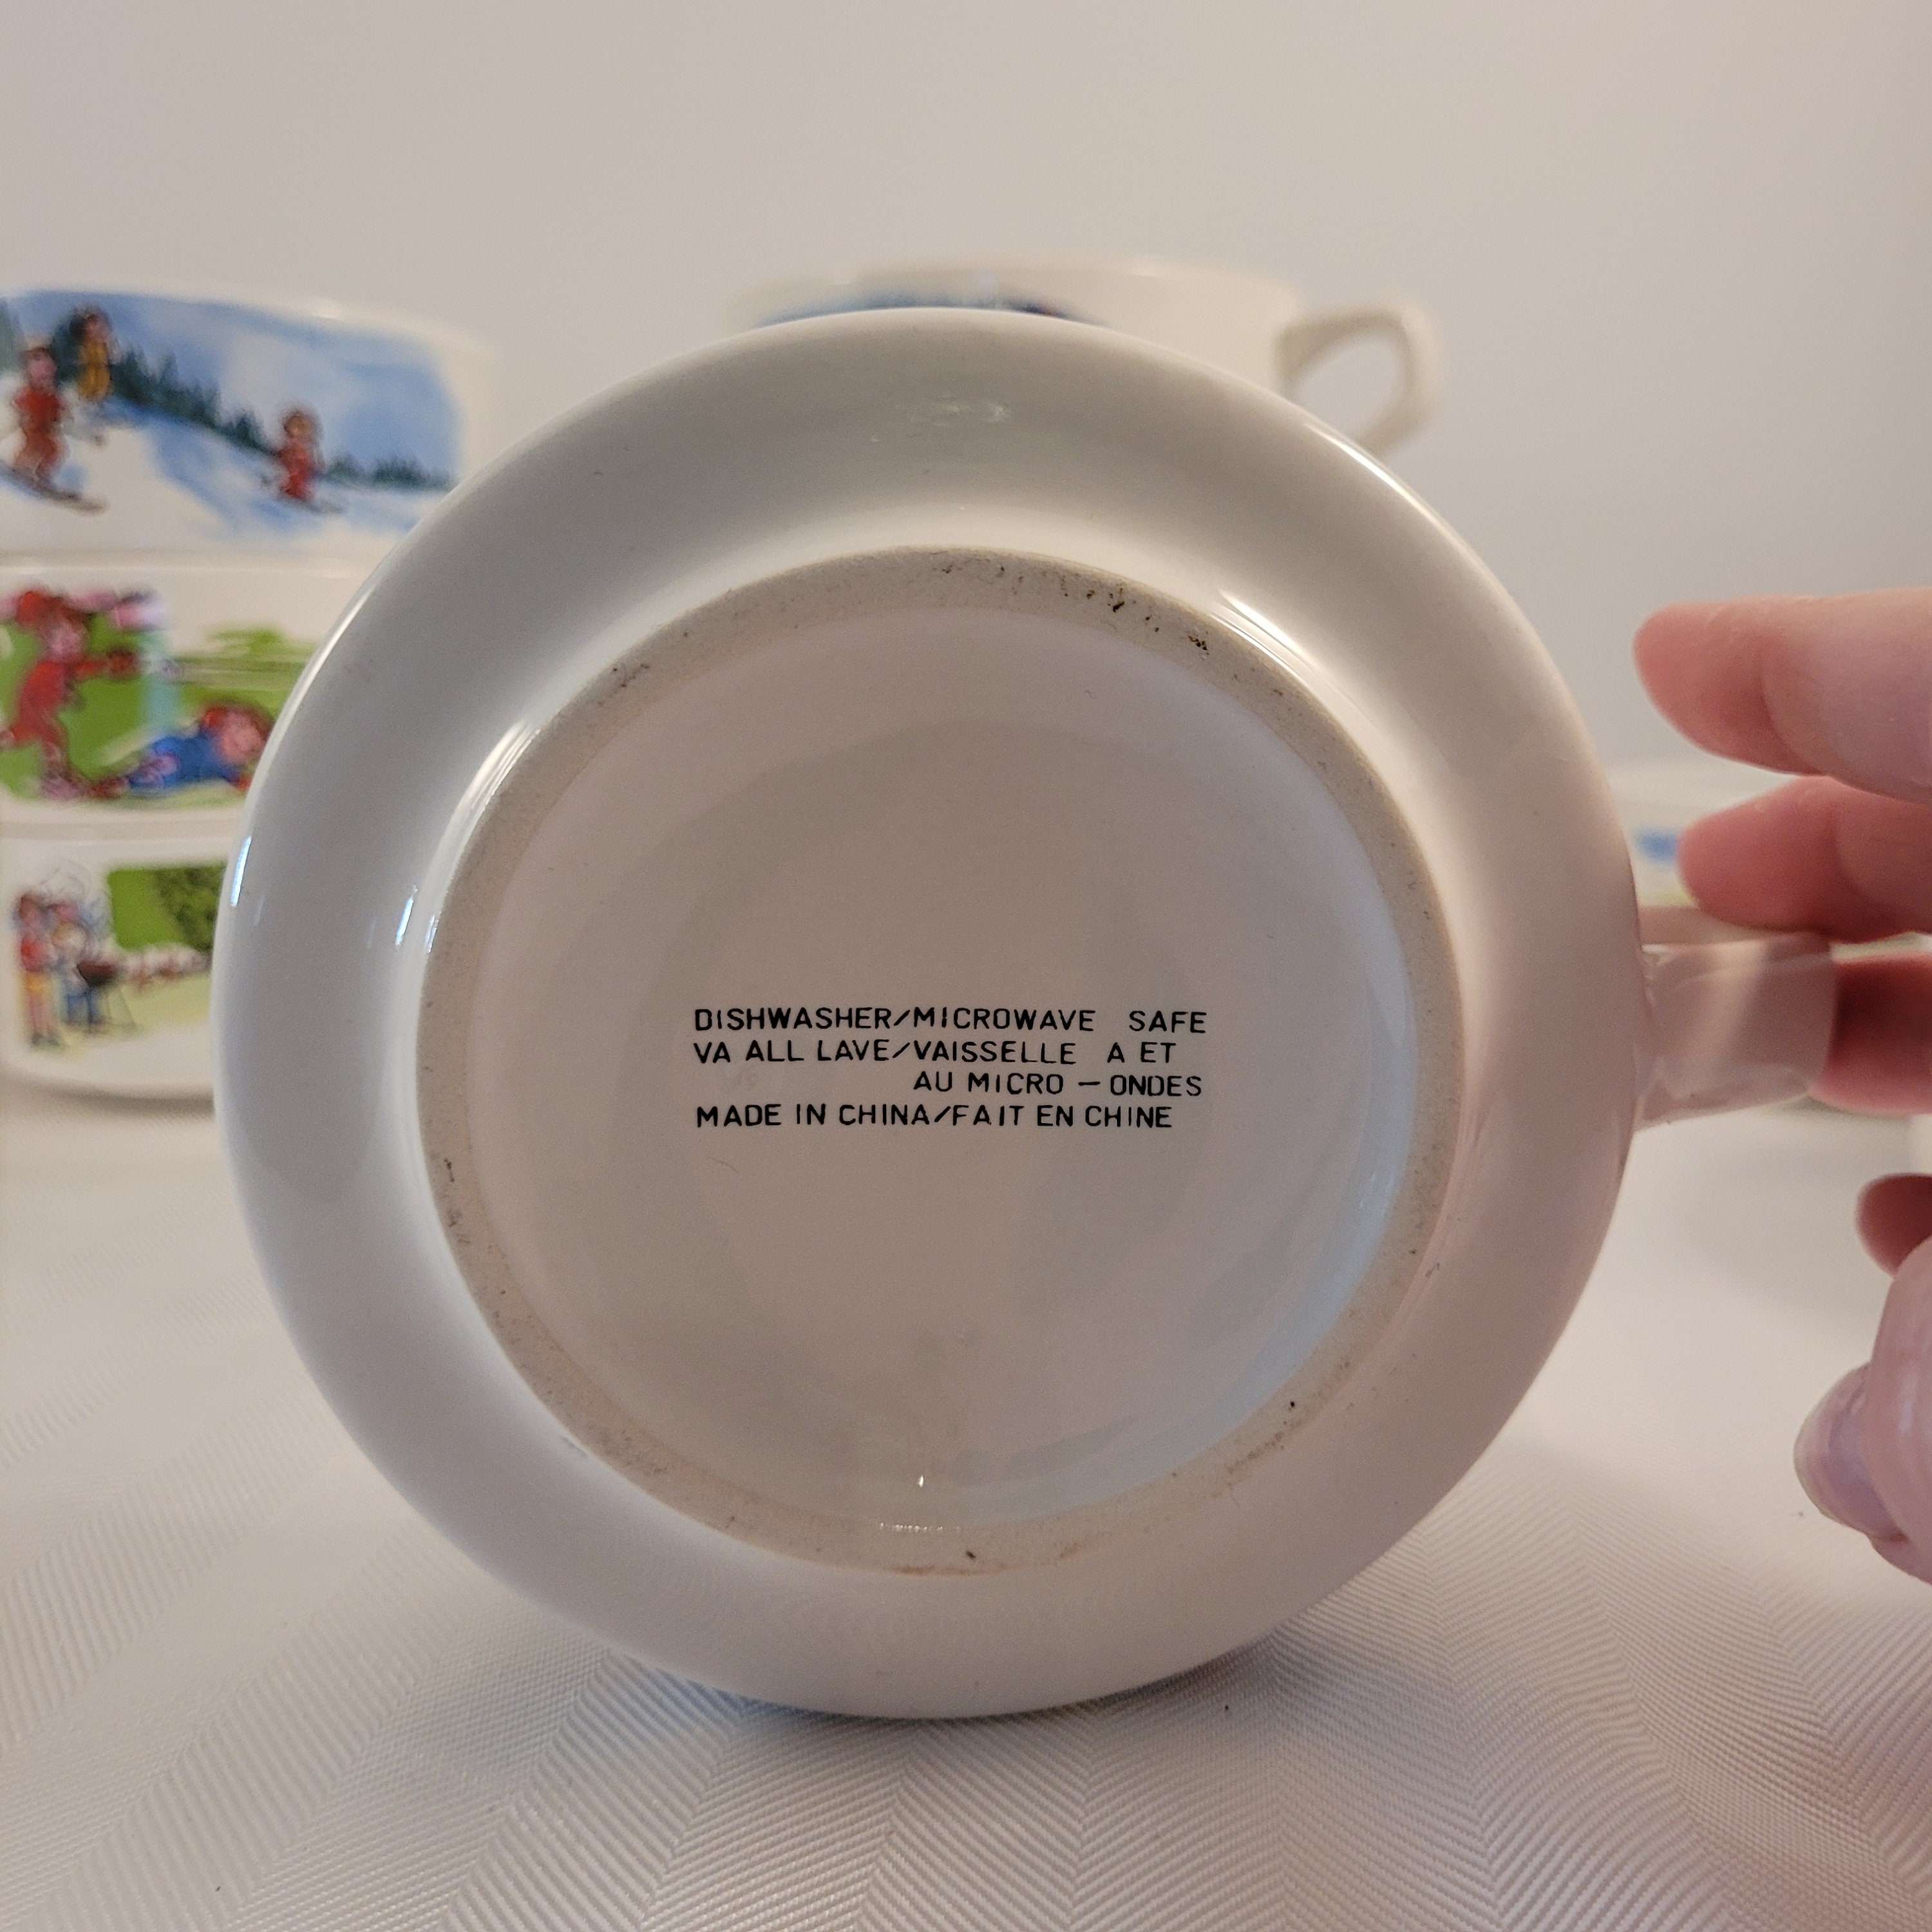 DISHWASHER/MICROWAVE SAFE
VA ALL LAVE/VAISSELLE A ET
AU MICRO - ONDES
MADE IN CHINA/FAIT EN CHINE